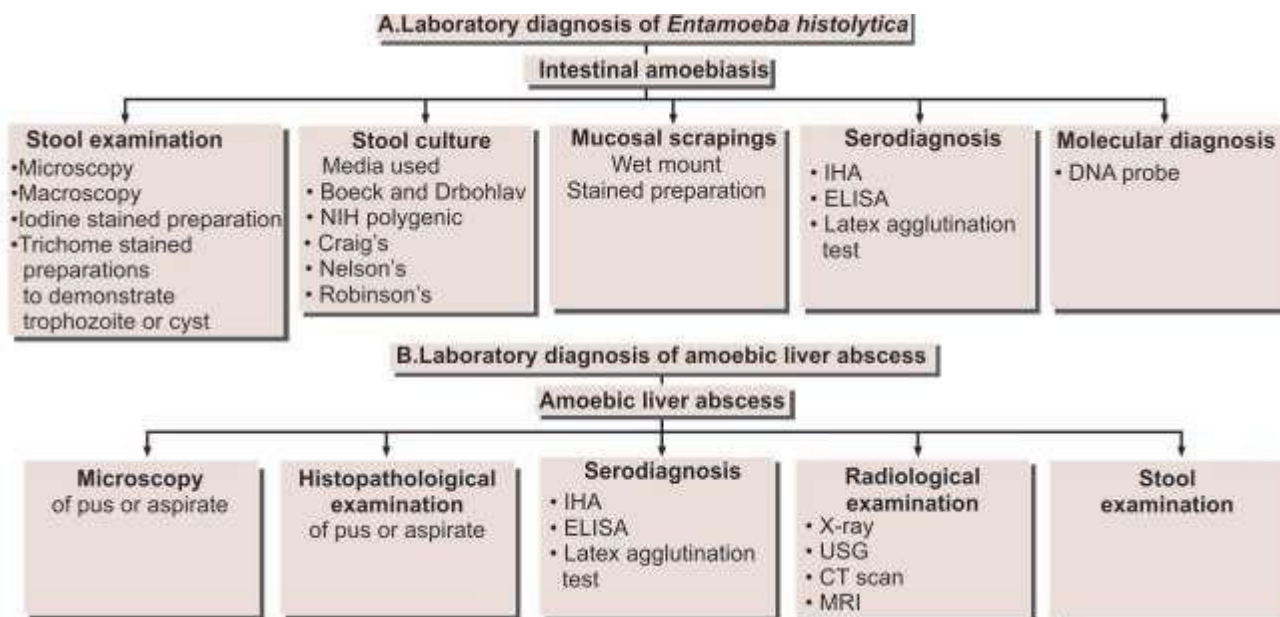 A.Laboratory diagnosis of Entamoeba histolytica
Intestinal amoebiasis
Stool examination
•Microscopy
•Macroscopy
•Iodine stained preparation
•Trichome stained
preparations
to demonstrate
trophozoite or cyst
Stool culture
Media used
• Boeck and Drbohlav
• NIH polygenic
• Craig's
• Nelson's
• Robinson's
Mucosal scrapings
Wet mount
Stained preparation
Serodiagnosis
• IHA
• ELISA
• Latex agglutination
test
Molecular diagnosis
• DNA probe
B.Laboratory diagnosis of amoebic liver abscess
Amoebic liver abscess
Microscopy
of pus or aspirate
Histopatholoigical
examination
of pus or aspirate
Serodiagnosis
• IHA
• ELISA
• Latex agglutination
test
Radiological
examination
• X-ray
• USG
• CT scan
• MRI
Stool
examination